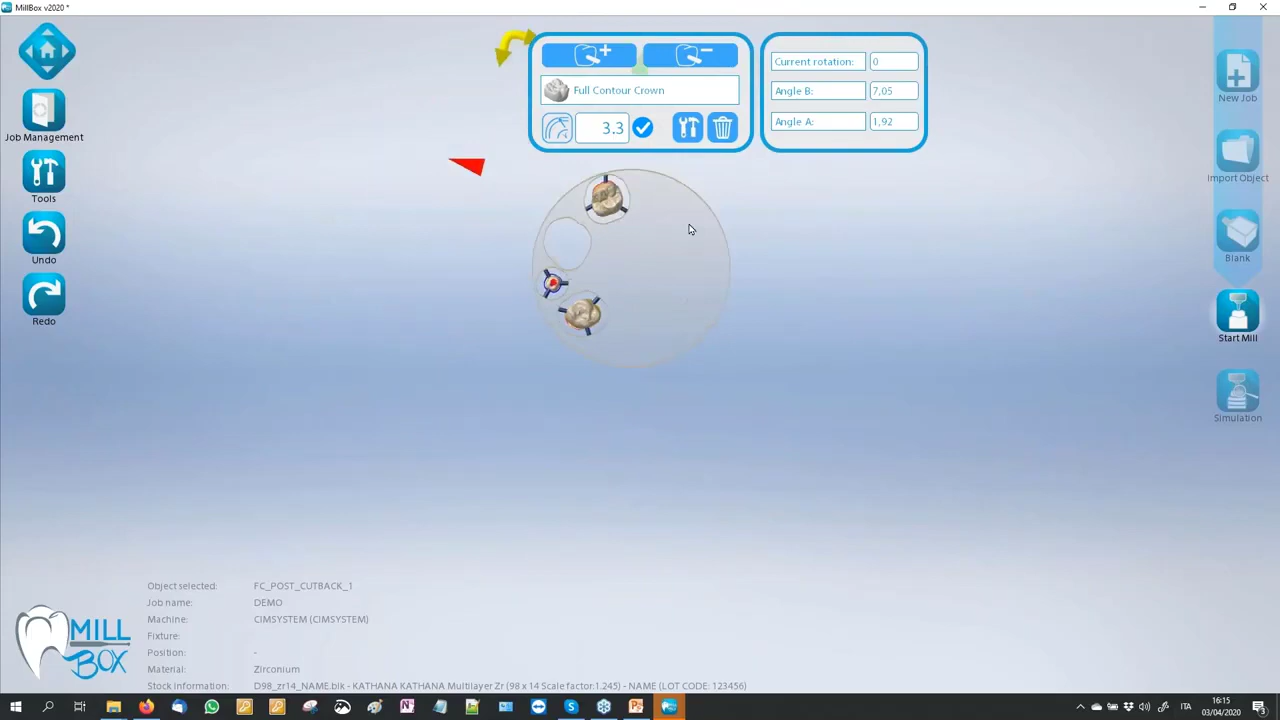 MillBox v2020 *
Full Contour Crown
3.3
Current rotation: 0
Angle B: 7,05
Angle A: 1,92
Job Management
Tools
Undo
Redo
New Job
Import Object
Blank
Start Mill
Simulation
Object selected: FC_POST_CUTBACK_1
Job name: DEMO
Machine: CIMSYSTEM (CIMSYSTEM)
Fixture:
Position: -
Material: Zirconium
Stock information: D98_zr14_NAME.blk - KATHANA KATHANA Multilayer Zr (98 x 14 Scale factor:1.245) - NAME (LOT CODE: 123456)
MILL
BOX
ITA
16:15
03/04/2020